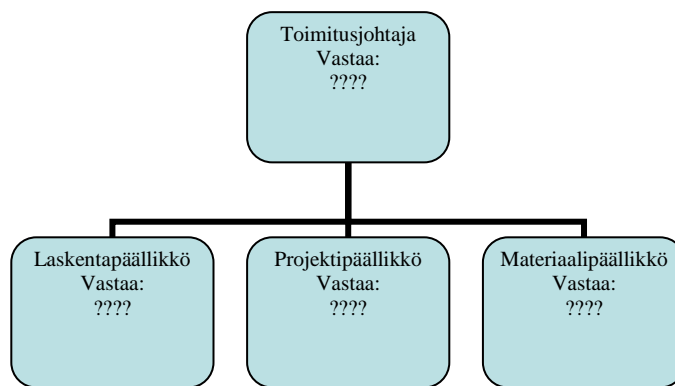 Toimitusjohtaja
Vastaa:
????
Laskentapäällikkö
Vastaa:
????
Projektipäällikkö
Vastaa:
????
Materiaalipäällikkö
Vastaa:
????